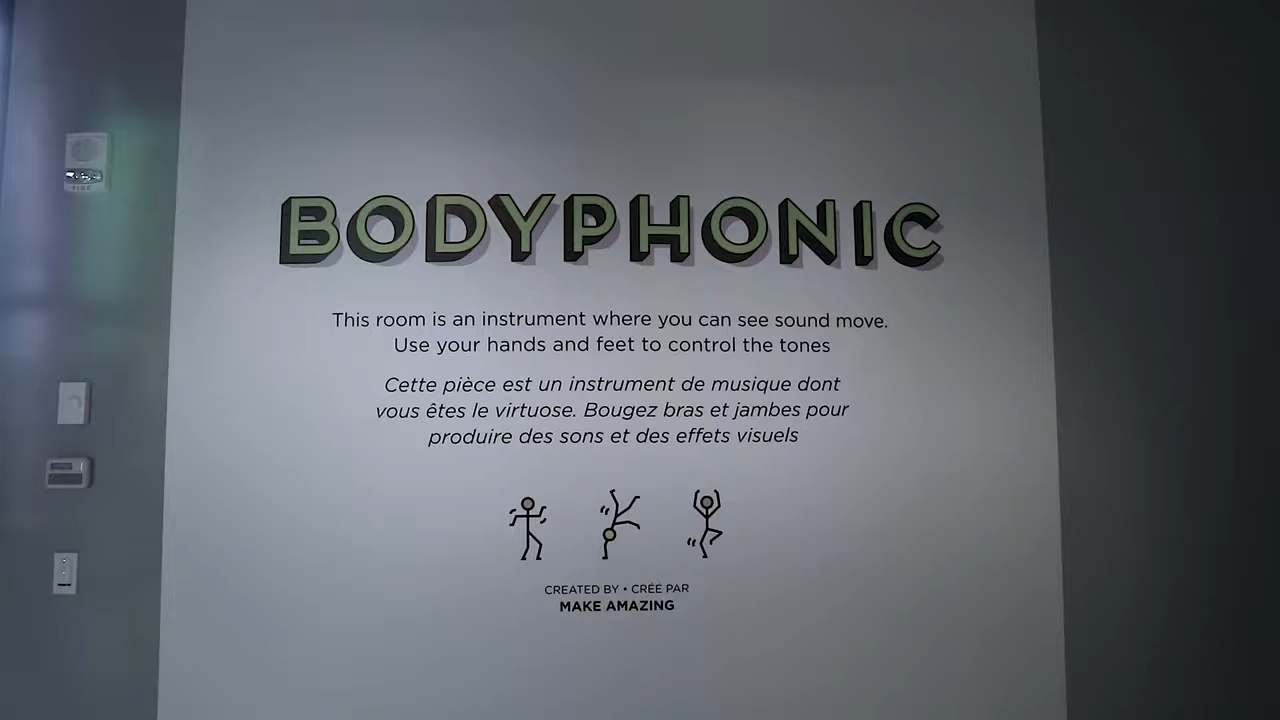 BODYPHONIC
This room is an instrument where you can see sound move.
Use your hands and feet to control the tones
Cette pièce est un instrument de musique dont
vous êtes le virtuose. Bougez bras et jambes pour
produire des sons et des effets visuels
CREATED BY • CRÉÉ PAR
MAKE AMAZING
FIRE